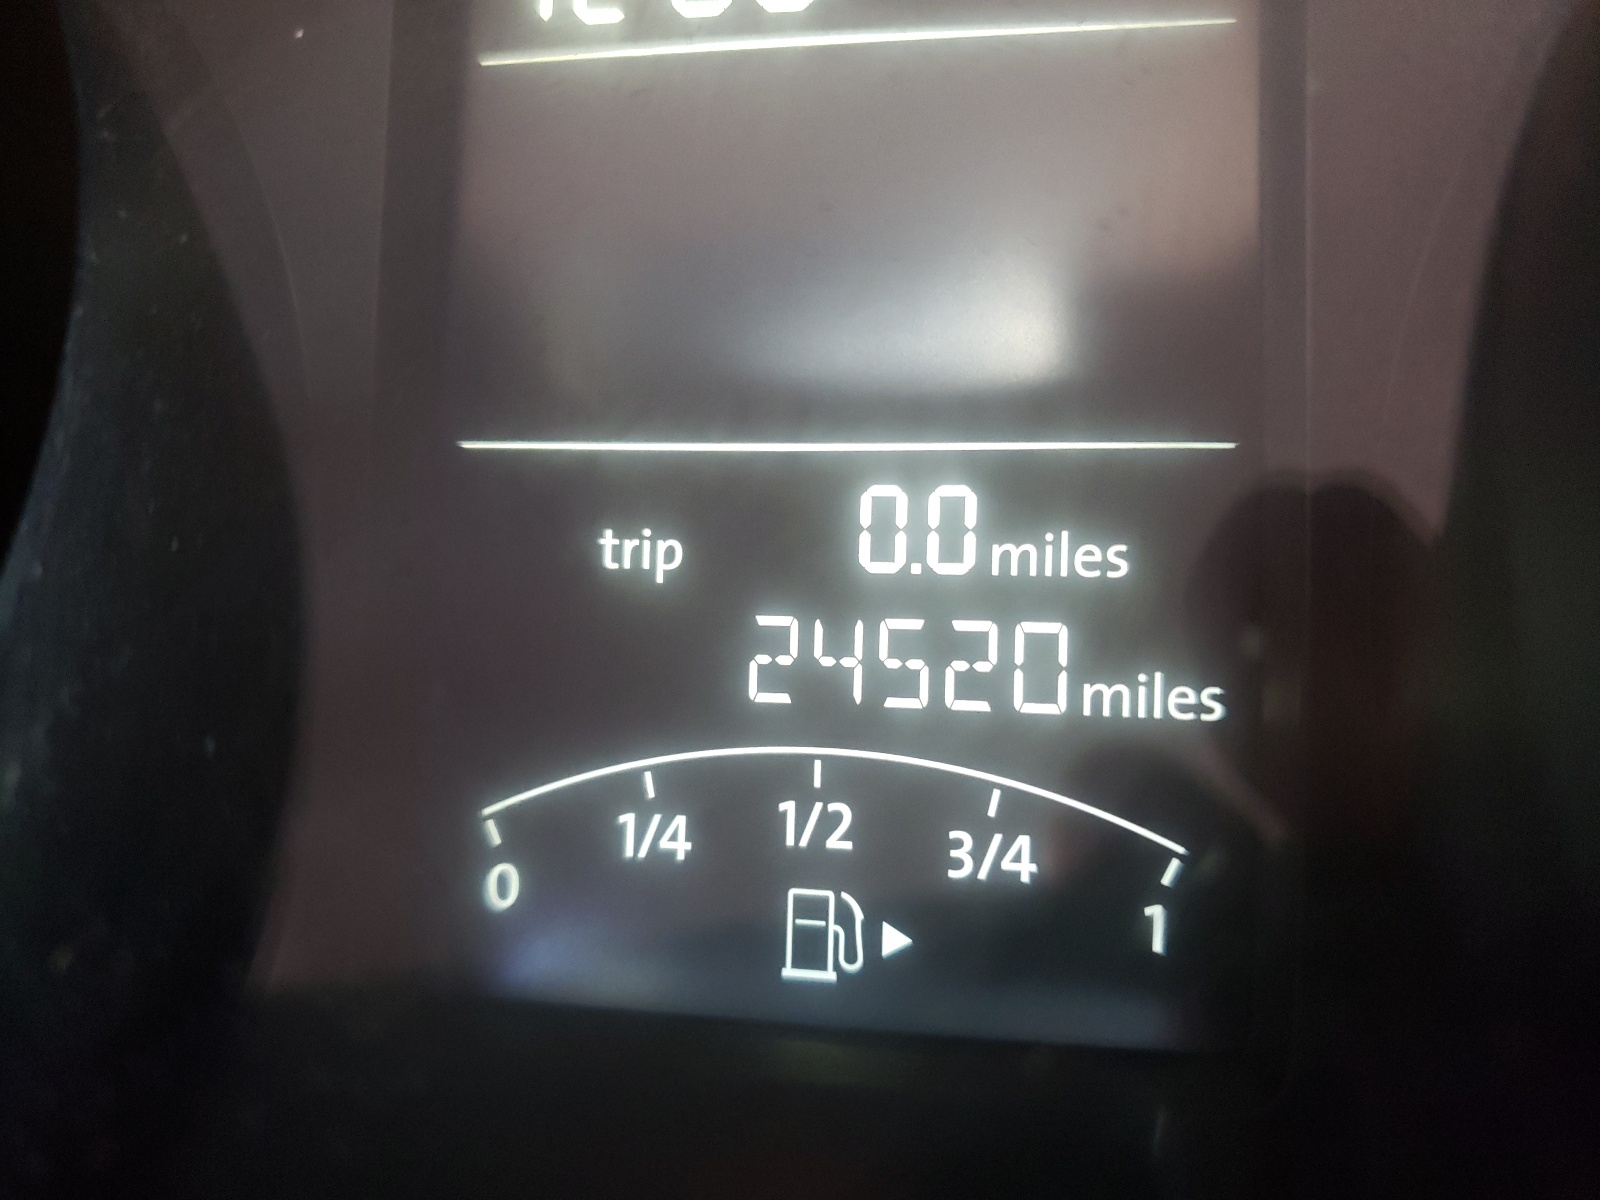 trip 0.0 miles
24520 miles
0 1/4 1/2 3/4 1